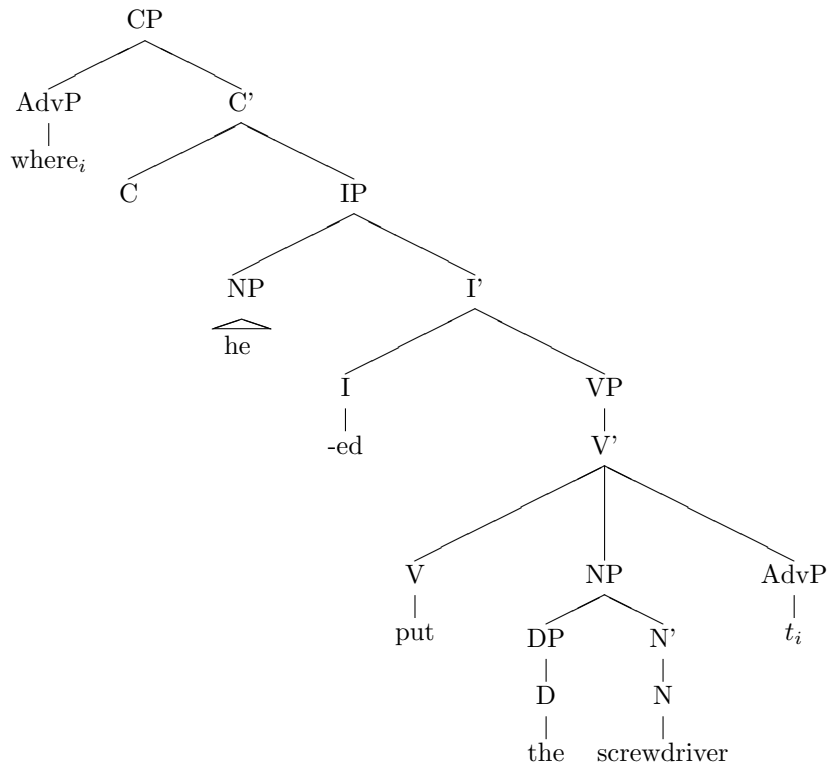 CP
AdvP C'
where_i
C IP
NP I'
he
I VP
-ed V'
V NP AdvP
put DP N' t_i
D N
the screwdriver